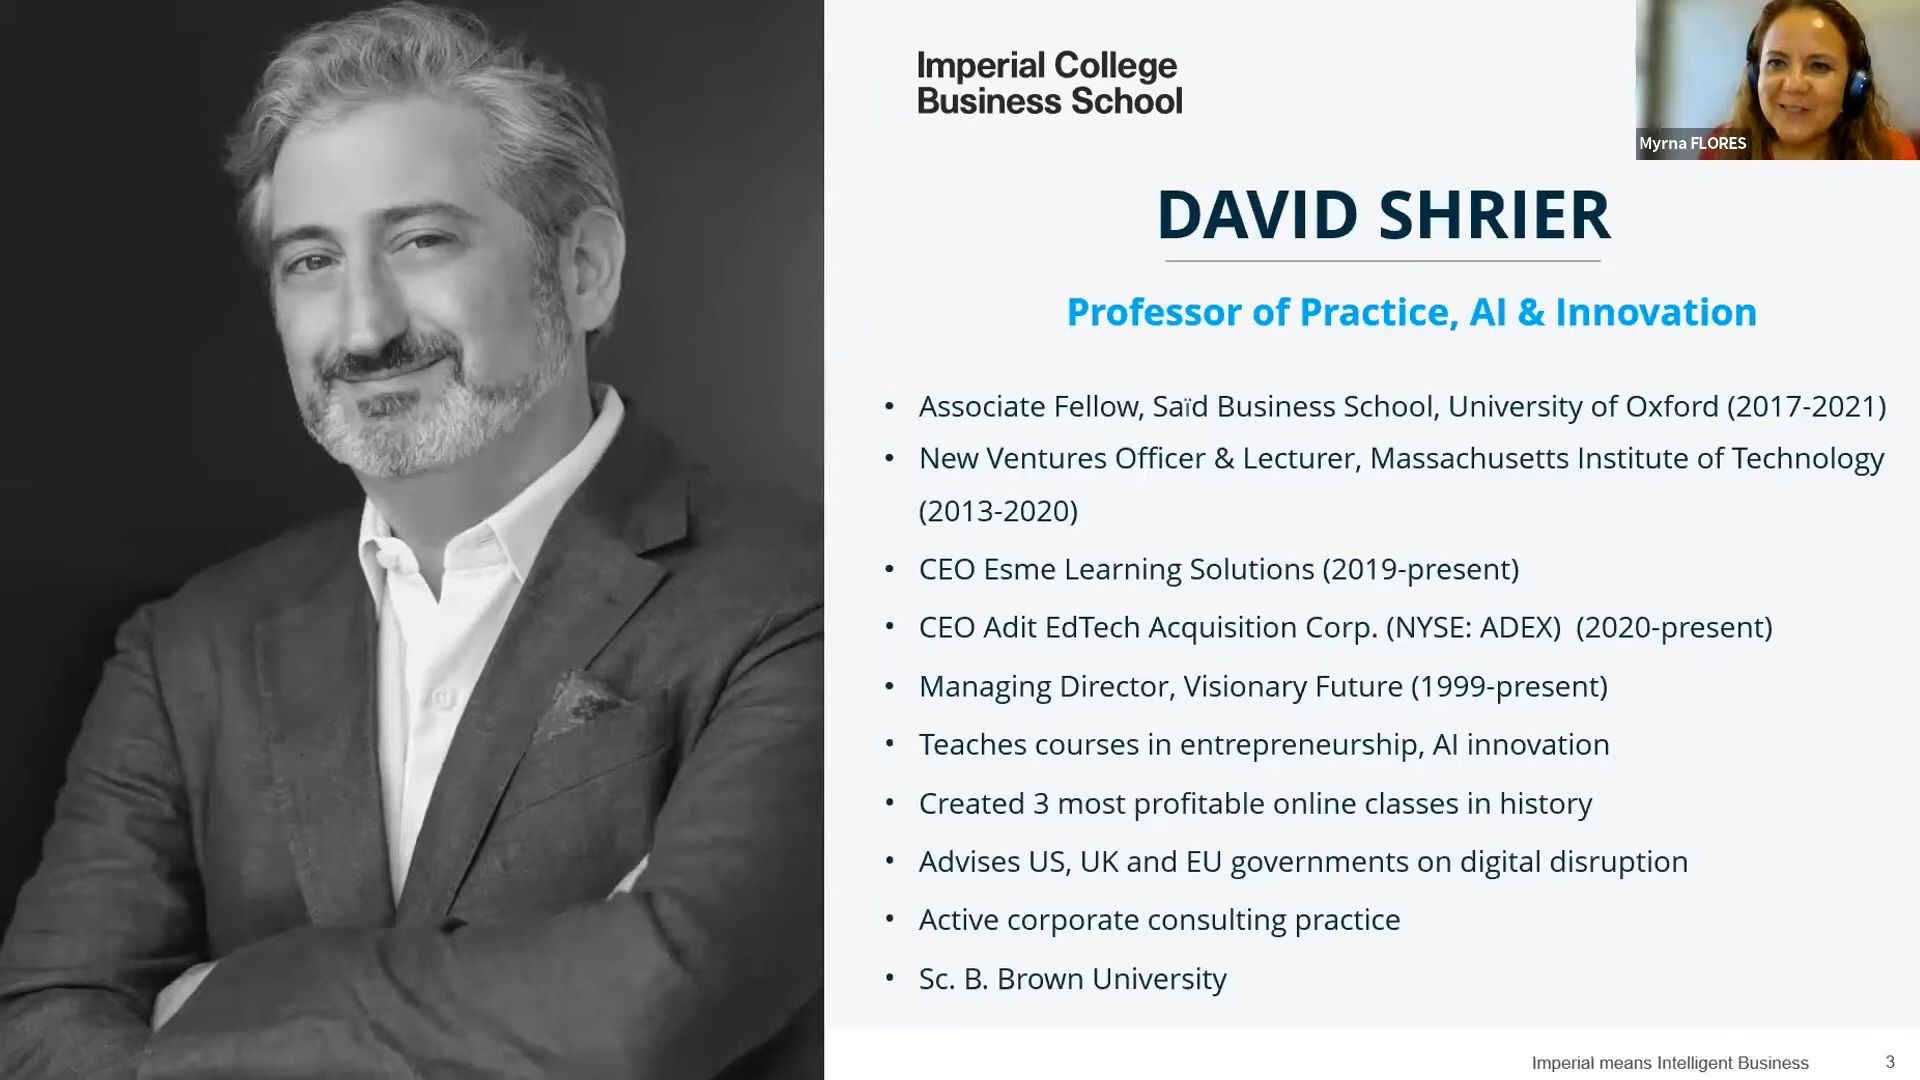 Imperial College
Business School
Myrna FLORES
DAVID SHRIER
Professor of Practice, AI & Innovation
• Associate Fellow, Saïd Business School, University of Oxford (2017-2021)
• New Ventures Officer & Lecturer, Massachusetts Institute of Technology
(2013-2020)
• CEO Esme Learning Solutions (2019-present)
• CEO Adit EdTech Acquisition Corp. (NYSE: ADEX) (2020-present)
• Managing Director, Visionary Future (1999-present)
• Teaches courses in entrepreneurship, AI innovation
• Created 3 most profitable online classes in history
• Advises US, UK and EU governments on digital disruption
• Active corporate consulting practice
• Sc. B. Brown University
Imperial means Intelligent Business 3